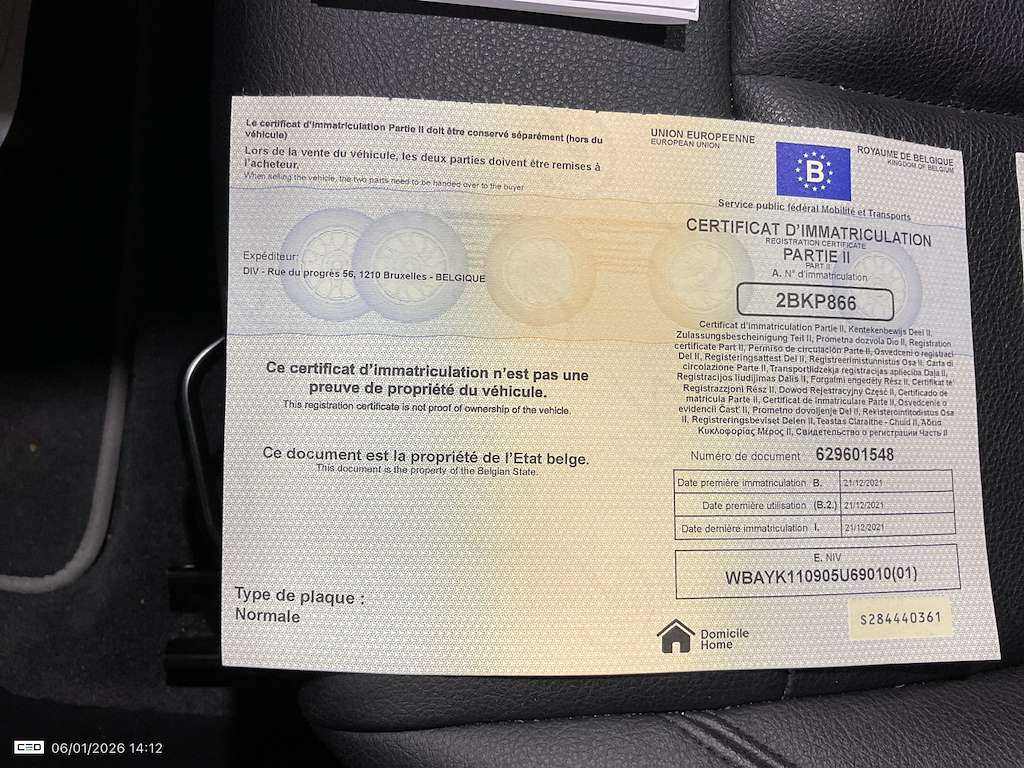 Le certificat d'immatriculation Partie II doit être conservé séparément (hors du
véhicule)
Lors de la vente du véhicule, les deux parties doivent être remises à
l'acheteur.
When selling the vehicle, the two parts need to be handed over to the buyer
Expéditeur:
DIV - Rue du progrès 56, 1210 Bruxelles - BELGIQUE
Ce certificat d'immatriculation n'est pas une
preuve de propriété du véhicule.
This registration certificate is not proof of ownership of the vehicle.
Ce document est la propriété de l'Etat belge.
This document is the property of the Belgian State.
Type de plaque :
Normale
UNION EUROPEENNE
EUROPEAN UNION
B
ROYAUME DE BELGIQUE
KINGDOM OF BELGIUM
Service public fédéral Mobilité et Transports
CERTIFICAT D'IMMATRICULATION
REGISTRATION CERTIFICATE
PARTIE II
PART II
A. N° d'immatriculation
2BKP866
Certificat d'immatriculation Partie II, Kentekenbewijs Deel II,
Zulassungsbescheinigung Teil II, Prometna dozvola Dio II, Registration
certificate Part II, Permiso de circulación Parte II, Osvedčení o registraci
Del II, Registeringsattest Del II, Registreerimistunnistus Osa II, Carta di
circolazione Parte II, Transportlīdzekļa reģistrācijas apliecība Daļa II,
Registracijos liudijimas Dalis II, Forgalmi engedély Rész II, Ċertifikat ta'
Reġistrazzjoni Rész II, Dowód Rejestracyjny Część II, Certificado de
matrícula Parte II, Certificat de înmatriculare Parte II, Osvedčenie o
evidencii Časť II, Prometno dovoljenje Del II, Rekisteröintitodistus Osa
II, Registreringsbeviset Delen II, Teastas Claraithe - Chuid II, Άδεια
Κυκλοφορίας Μέρος II, Свидетелство о регистрации Часть II
Numéro de document : 629601548
Date première immatriculation B. 21/12/2021
Date première utilisation (B.2.) 21/12/2021
Date dernière immatriculation I. 21/12/2021
E. NIV
WBAYK110905U69010(01)
S284440361
Domicile
Home
CEO 06/01/2026 14:12